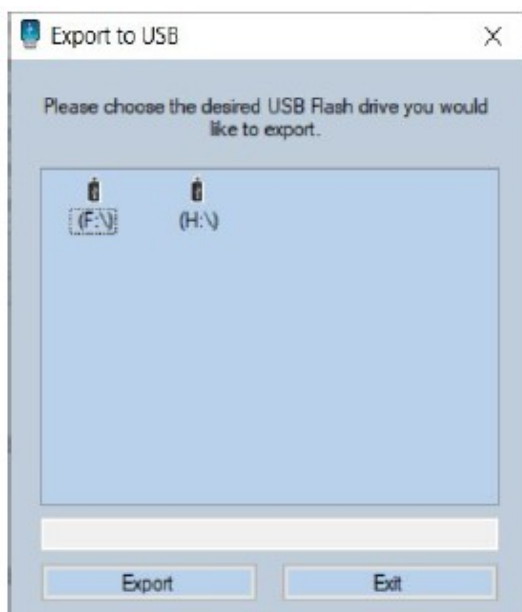 Export to USB
Please choose the desired USB Flash drive you would
like to export.
(F:\) (H:\)
Export Exit